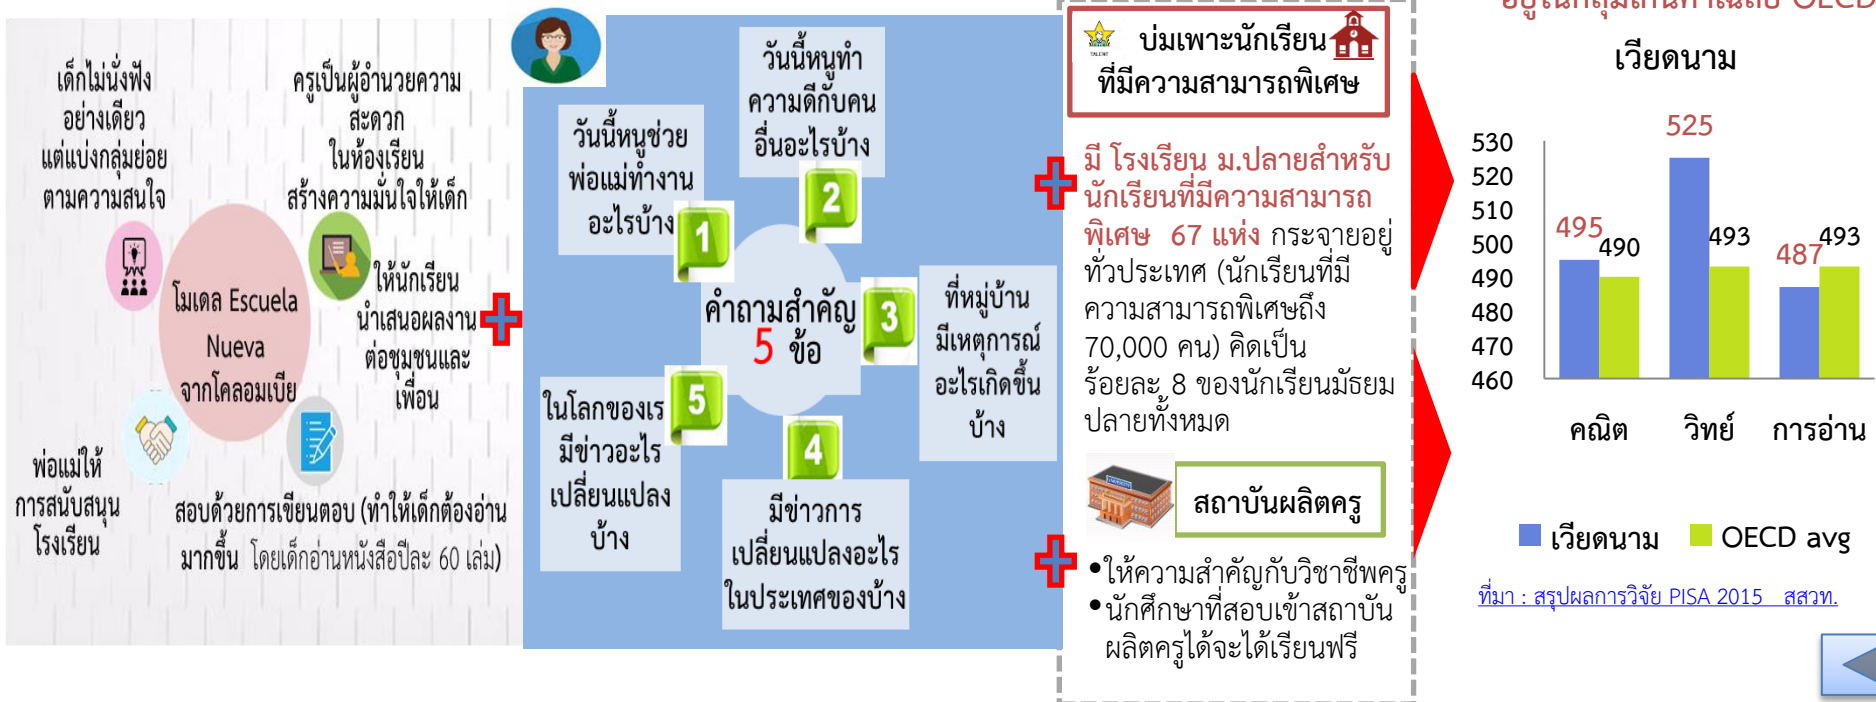 เด็กไม่นั่งฟัง
อย่างเดียว
แต่แบ่งกลุ่มย่อย
ตามความสนใจ
ครูเป็นผู้อำนวยความ
สะดวก
ในห้องเรียน
สร้างความมั่นใจให้เด็ก
โมเดล Escuela
Nueva
จากโคลอมเบีย
ให้นักเรียน
นำเสนอผลงาน
ต่อชุมชนและ
เพื่อน
พ่อแม่ให้
การสนับสนุน
โรงเรียน
สอบด้วยการเขียนตอบ (ทำให้เด็กต้องอ่าน
มากขึ้น โดยเด็กอ่านหนังสือปีละ 60 เล่ม)
วันนี้หนูช่วย
พ่อแม่ทำงาน
อะไรบ้าง
1
วันนี้หนูทำ
ความดีกับคน
อื่นอะไรบ้าง
2
คำถามสำคัญ
5 ข้อ
3
ที่หมู่บ้าน
มีเหตุการณ์
อะไรเกิดขึ้น
บ้าง
4
มีข่าวการ
เปลี่ยนแปลงอะไร
ในประเทศของบ้าง
5
ในโลกของเร
มีข่าวอะไร
เปลี่ยนแปลง
บ้าง
TALENT
บ่มเพาะนักเรียน
ที่มีความสามารถพิเศษ
มี โรงเรียน ม.ปลายสำหรับ
นักเรียนที่มีความสามารถ
พิเศษ 67 แห่ง กระจายอยู่
ทั่วประเทศ (นักเรียนที่มี
ความสามารถพิเศษถึง
70,000 คน) คิดเป็น
ร้อยละ 8 ของนักเรียนมัธยม
ปลายทั้งหมด
สถาบันผลิตครู
•ให้ความสำคัญกับวิชาชีพครู
•นักศึกษาที่สอบเข้าสถาบัน
ผลิตครูได้จะได้เรียนฟรี
OECD
เวียดนาม
530
520
510
500
490
480
470
460
495
490
525
493
487
493
คณิต วิทย์ การอ่าน
เวียดนาม OECD avg
ที่มา : สรุปผลการวิจัย PISA 2015 สสวท.